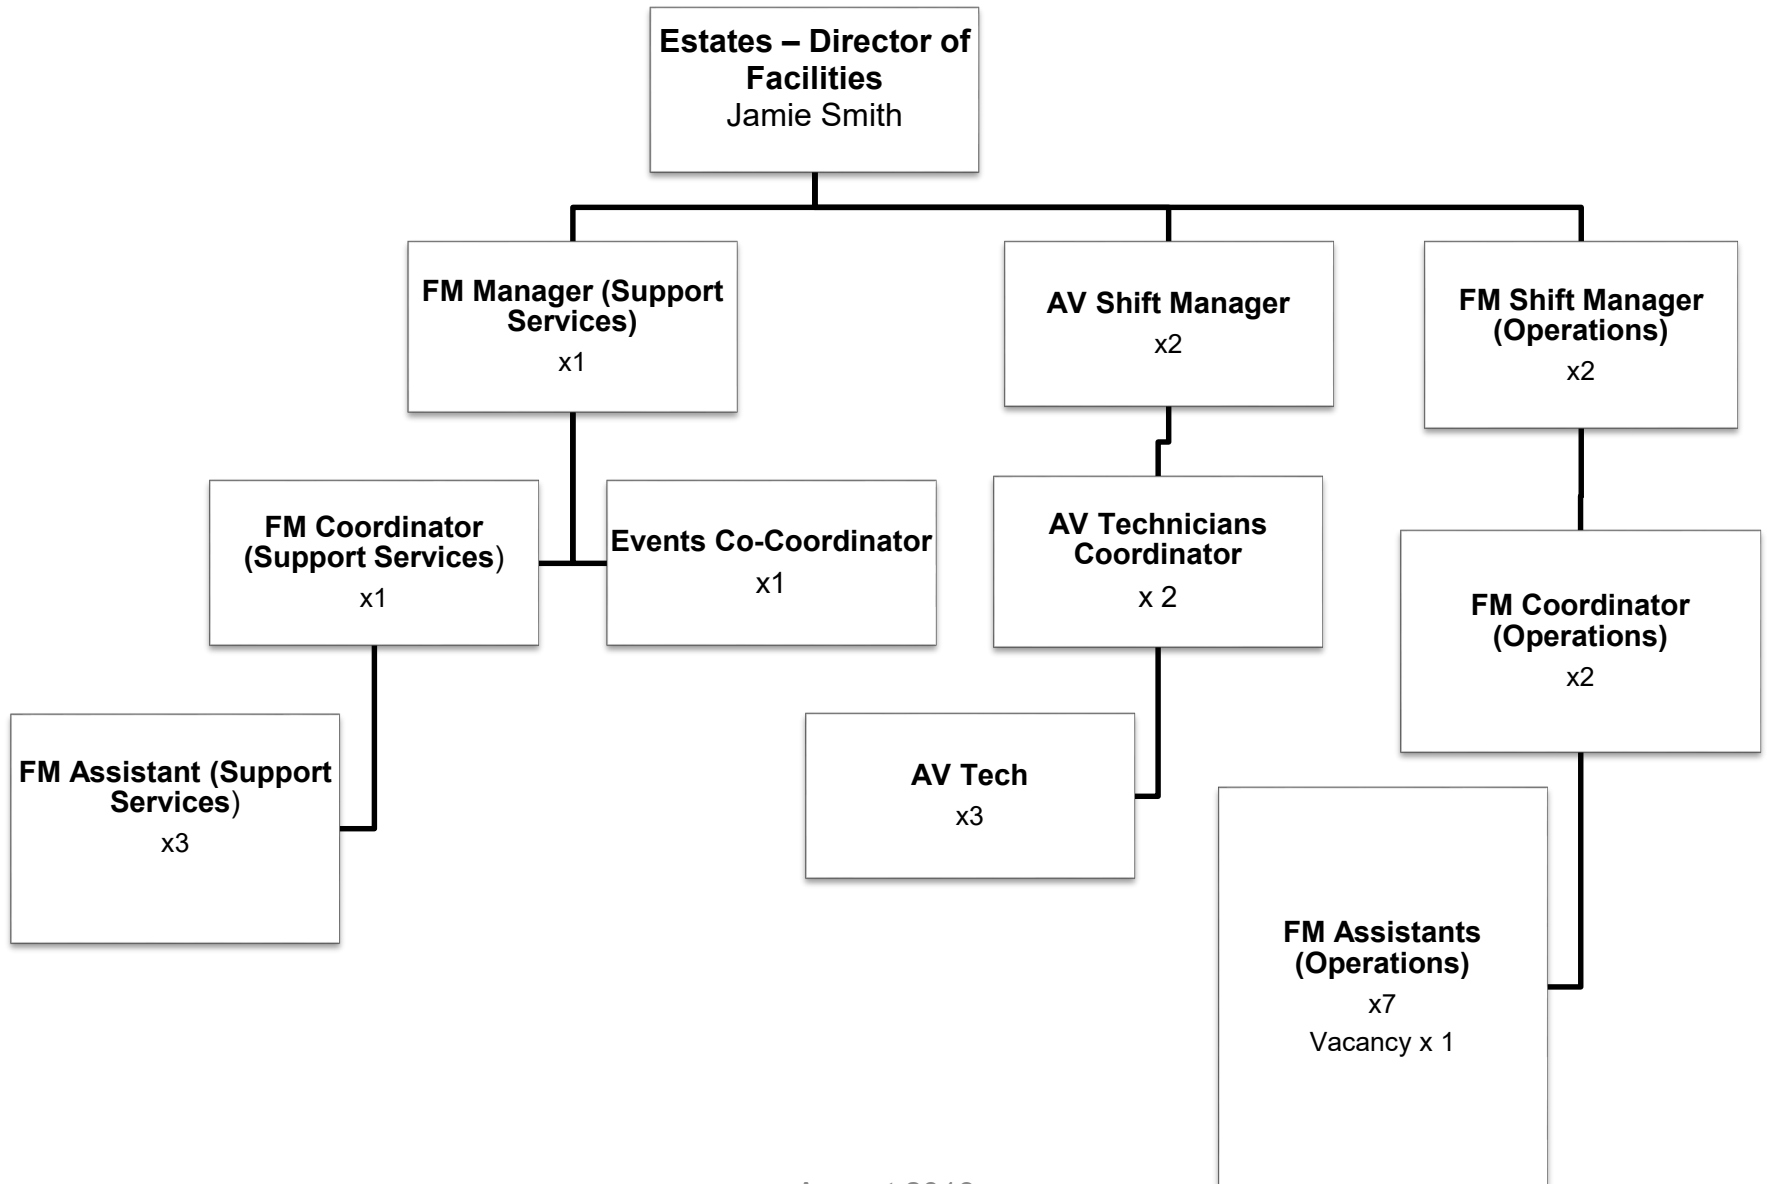 Estates – Director of
Facilities
Jamie Smith
FM Manager (Support
Services)
x1
AV Shift Manager
x2
FM Shift Manager
(Operations)
x2
FM Coordinator
(Support Services)
x1
Events Co-Coordinator
x1
AV Technicians
Coordinator
x 2
FM Coordinator
(Operations)
x2
FM Assistant (Support
Services)
x3
AV Tech
x3
FM Assistants
(Operations)
x7
Vacancy x 1